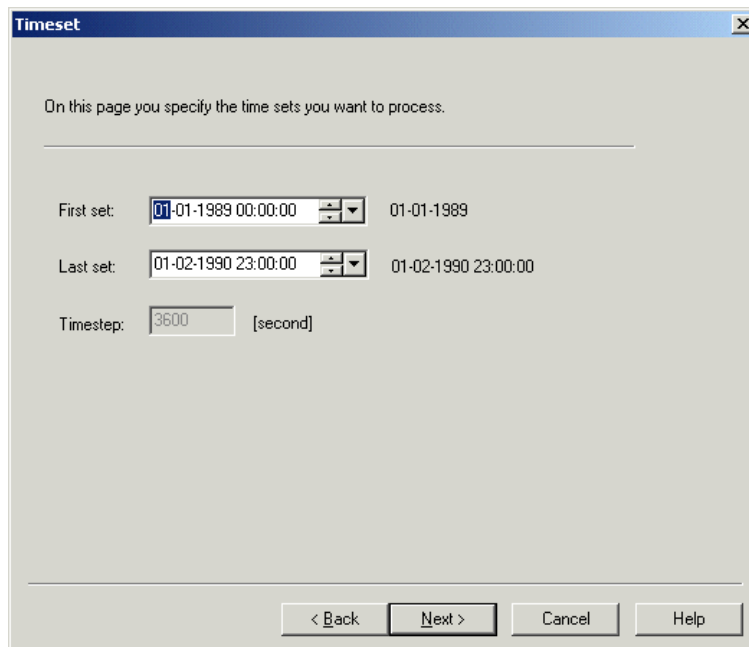 Timeset
On this page you specify the time sets you want to process.
First set: 01-01-1989 00:00:00 01-01-1989
Last set: 01-02-1990 23:00:00 01-02-1990 23:00:00
Timestep: 3600 [second]
< Back Next > Cancel Help